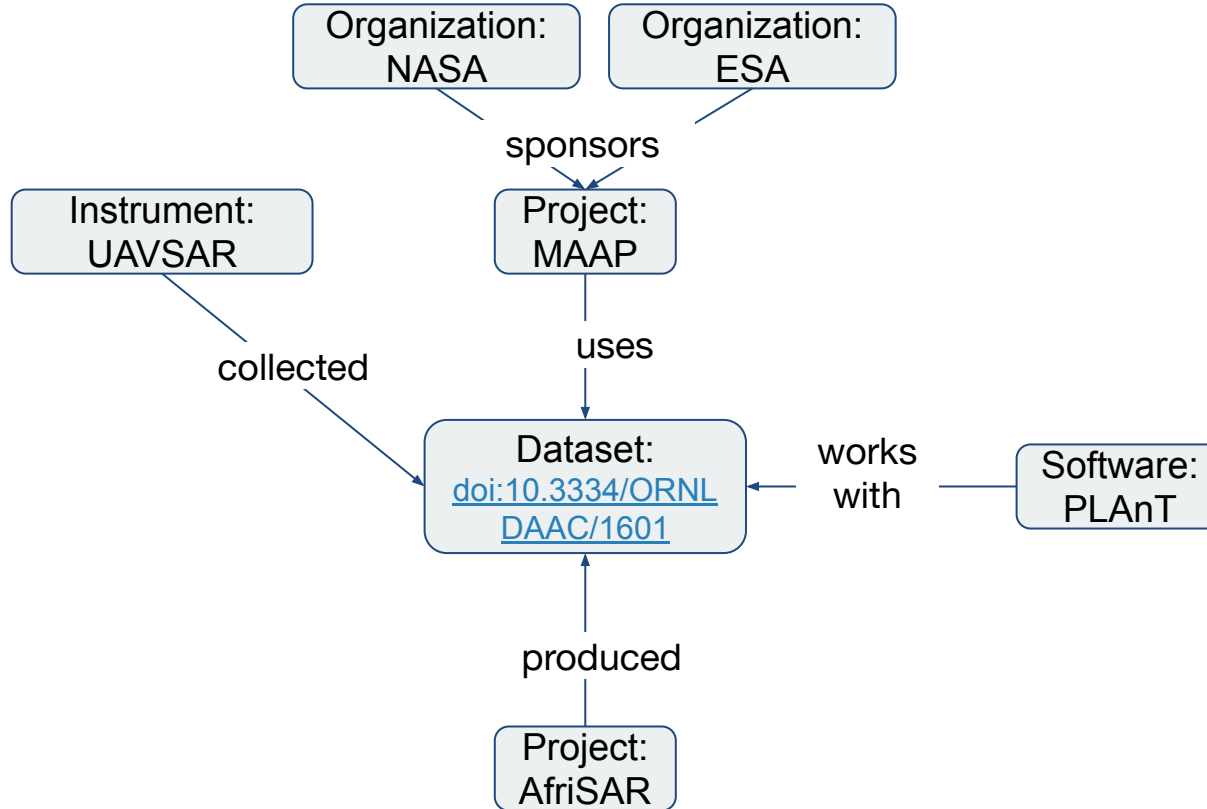 Organization:
NASA
Organization:
ESA
sponsors
Instrument:
UAVSAR
Project:
MAAP
collected
uses
Dataset:
doi:10.3334/ORNL
DAAC/1601
works
with
Software:
PLAnT
produced
Project:
AfriSAR